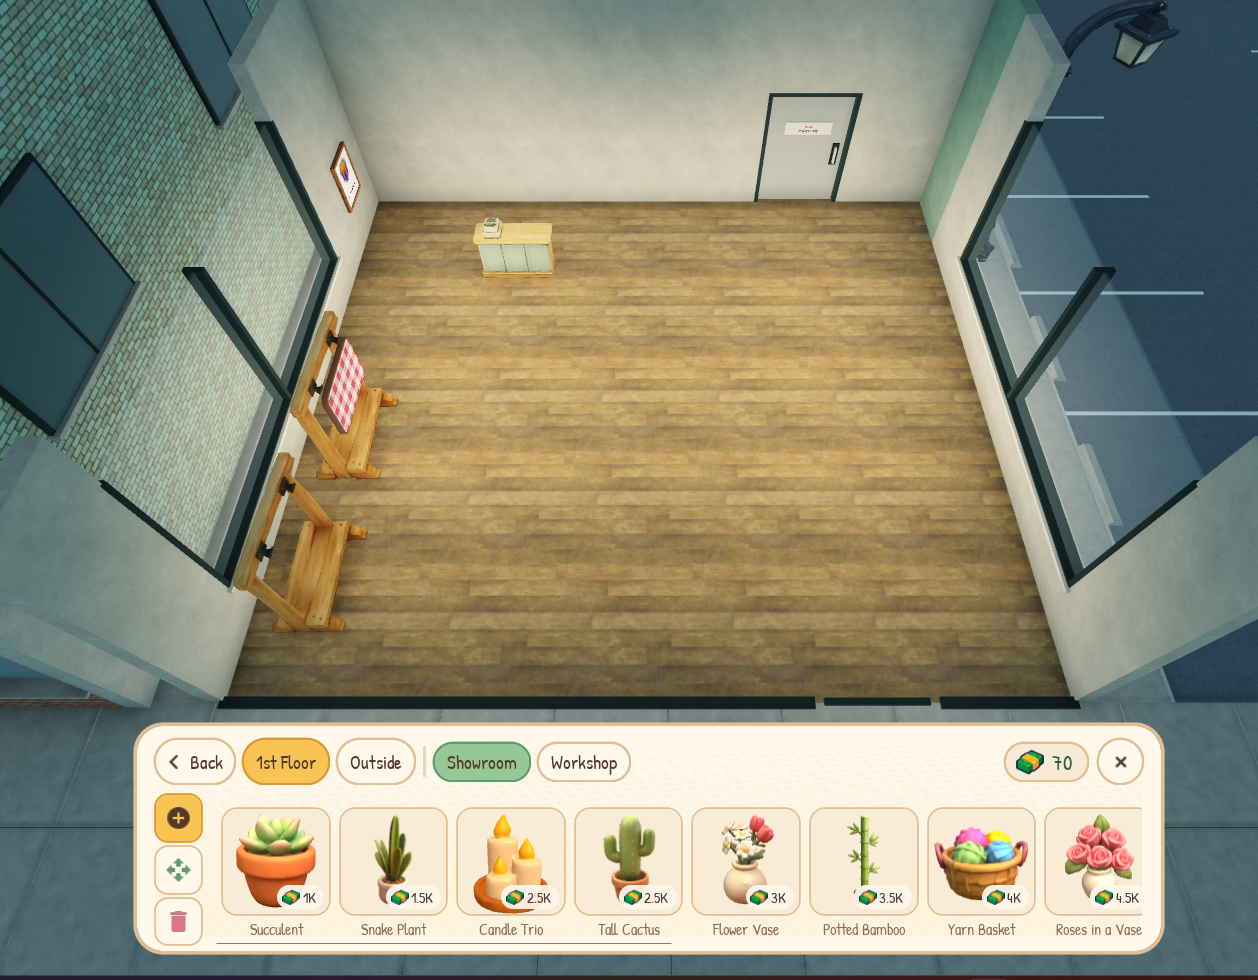 Back
1st Floor
Outside
Showroom
Workshop
70
1K
1.5K
2.5K
2.5K
3K
3.5K
4K
4.5K
Succulent
Snake Plant
Candle Trio
Tall Cactus
Flower Vase
Potted Bamboo
Yarn Basket
Roses in a Vase